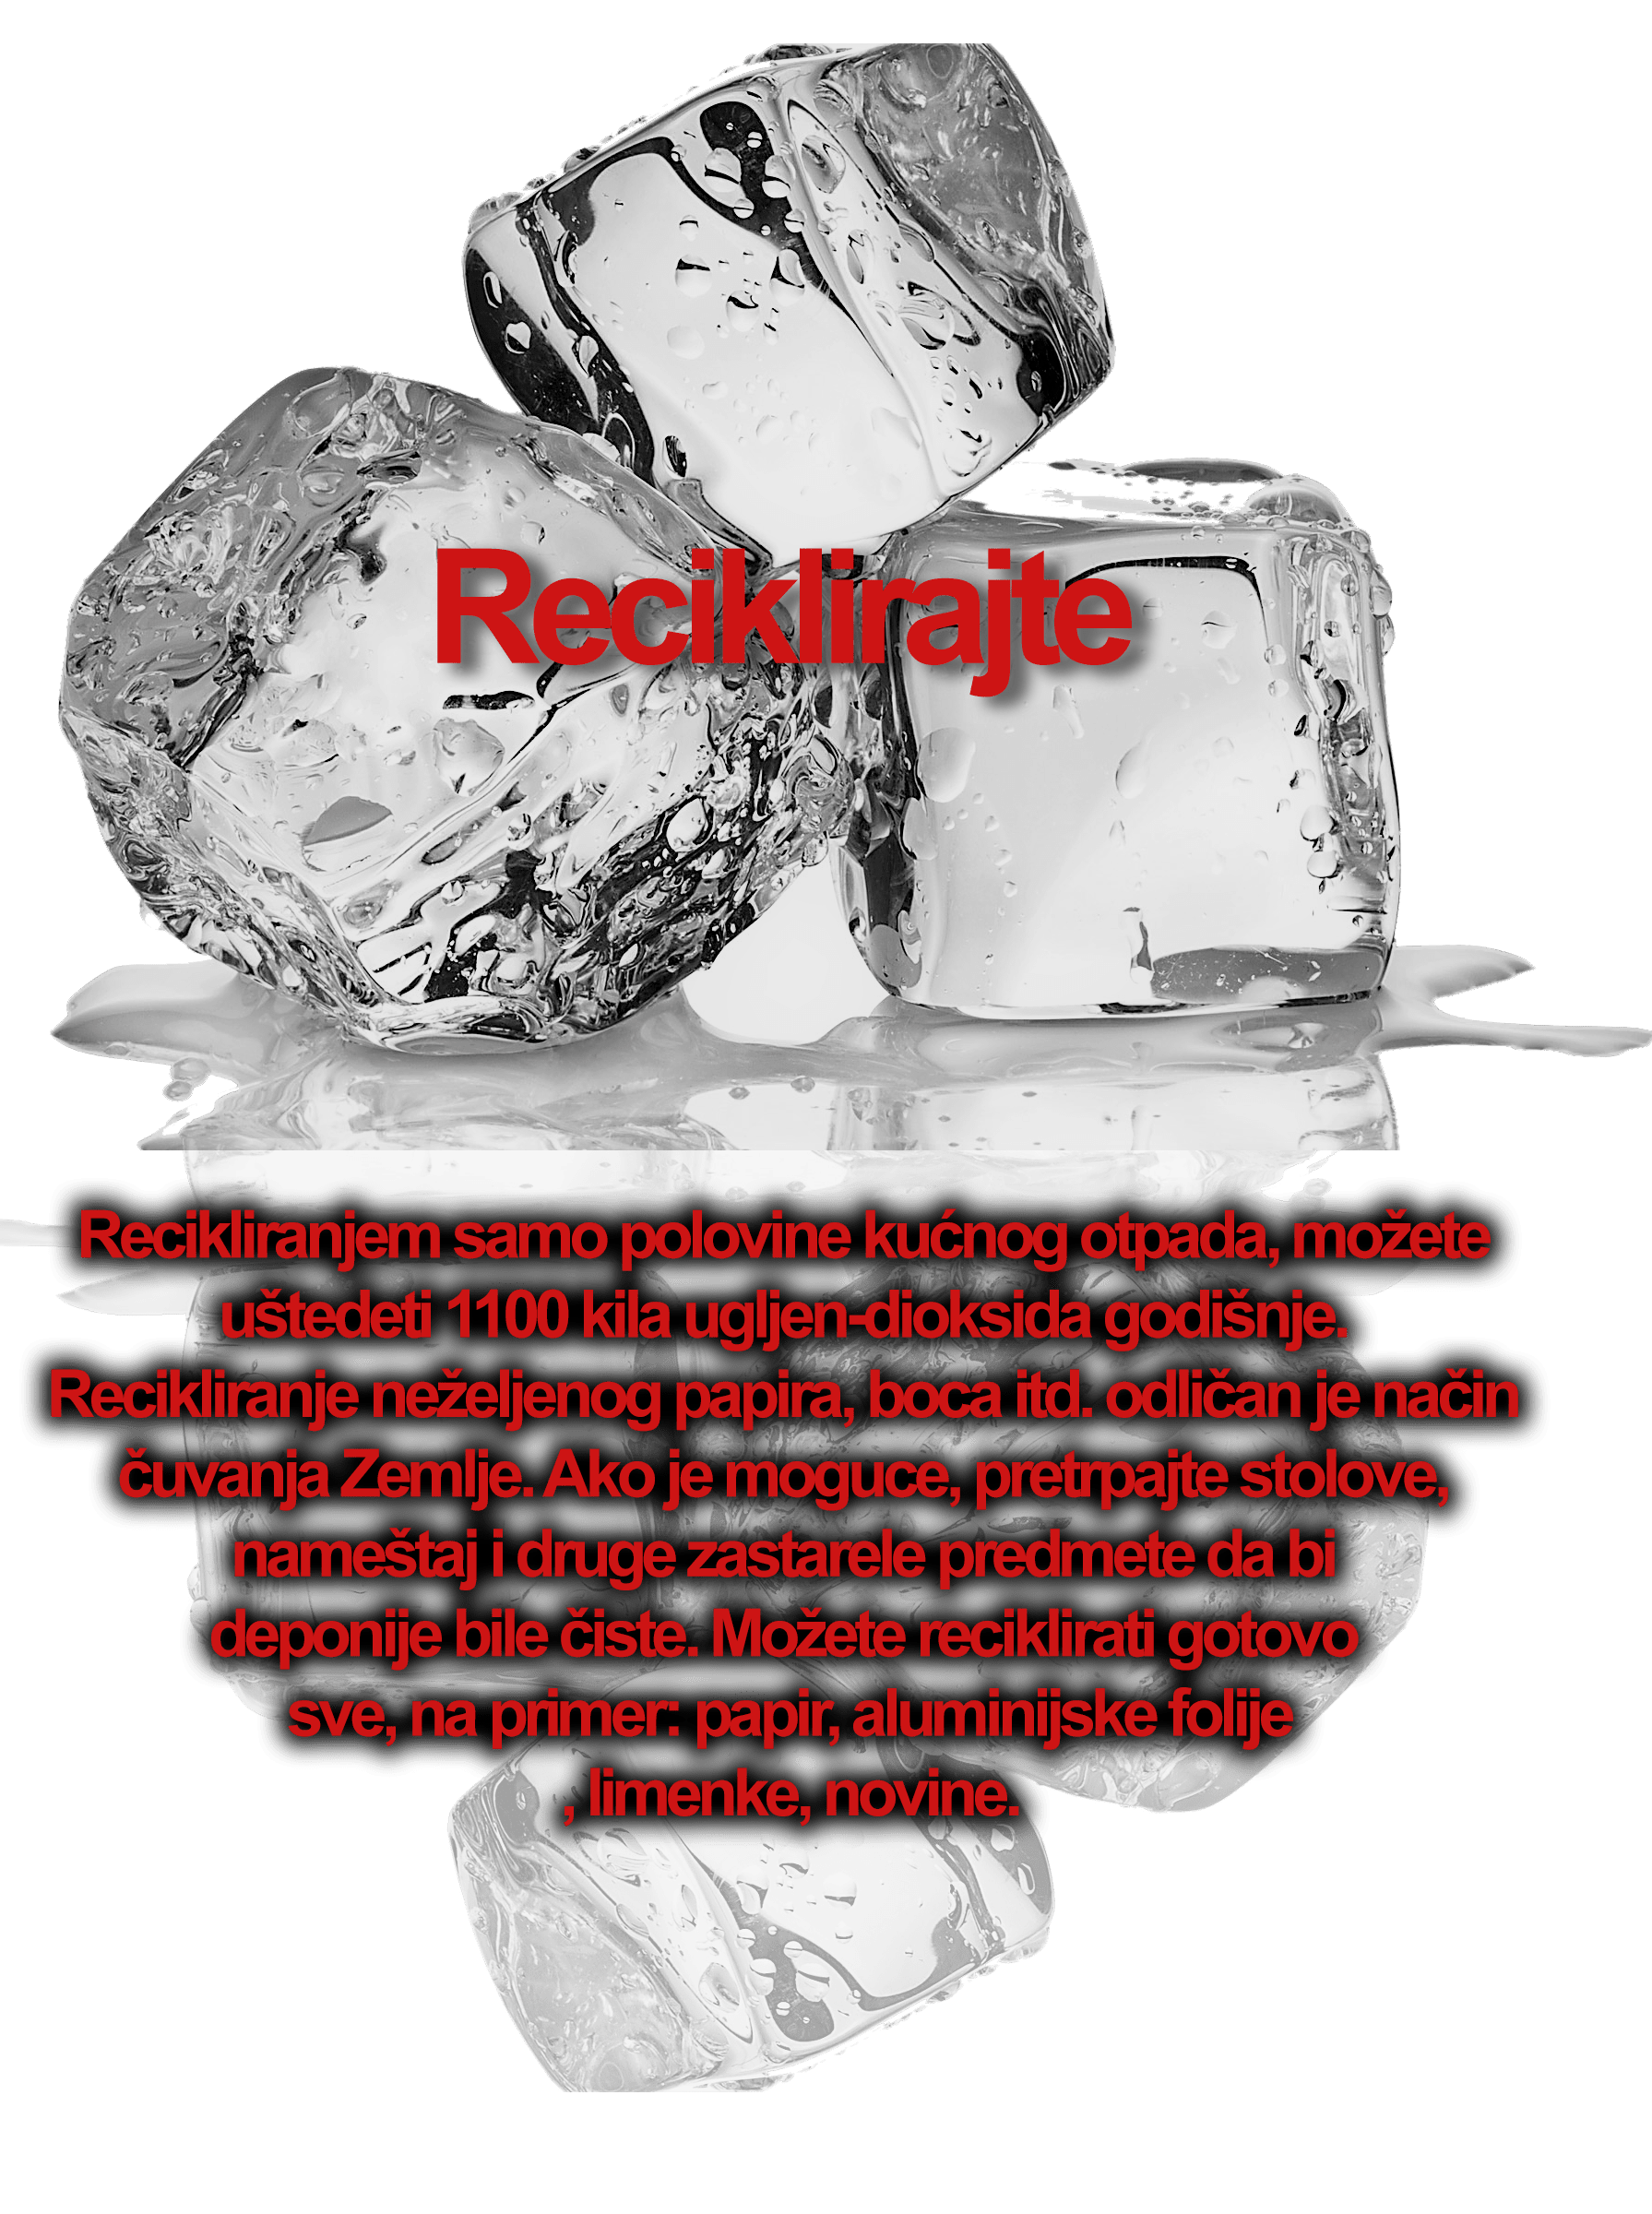 Reciklirajte
Recikliranjem samo polovine kućnog otpada, možete
uštedeti 1100 kila ugljen-dioksida godišnje.
Recikliranje neželjenog papira, boca itd. odličan je način
čuvanja Zemlje. Ako je moguce, pretrpajte stolove,
nameštaj i druge zastarele predmete da bi
deponije bile čiste. Možete reciklirati gotovo
sve, na primer: papir, aluminijske folije
, limenke, novine.